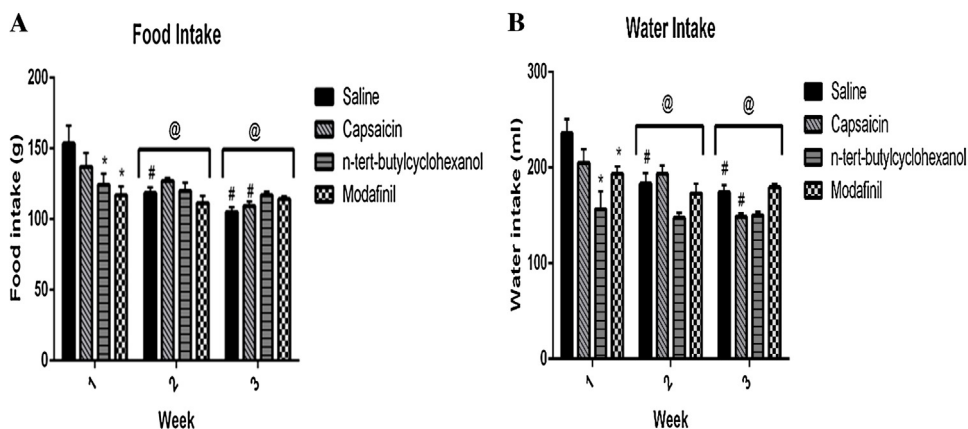 A
Food Intake
Food intake (g)
200
150
100
50
0
* *
#
@
# #
@
1 2 3
Week
Saline
Capsaicin
n-tert-butylcyclohexanol
Modafinil
B
Water Intake
Water intake (ml)
300
200
100
0
* *
#
@
# #
@
1 2 3
Week
Saline
Capsaicin
n-tert-butylcyclohexanol
Modafinil